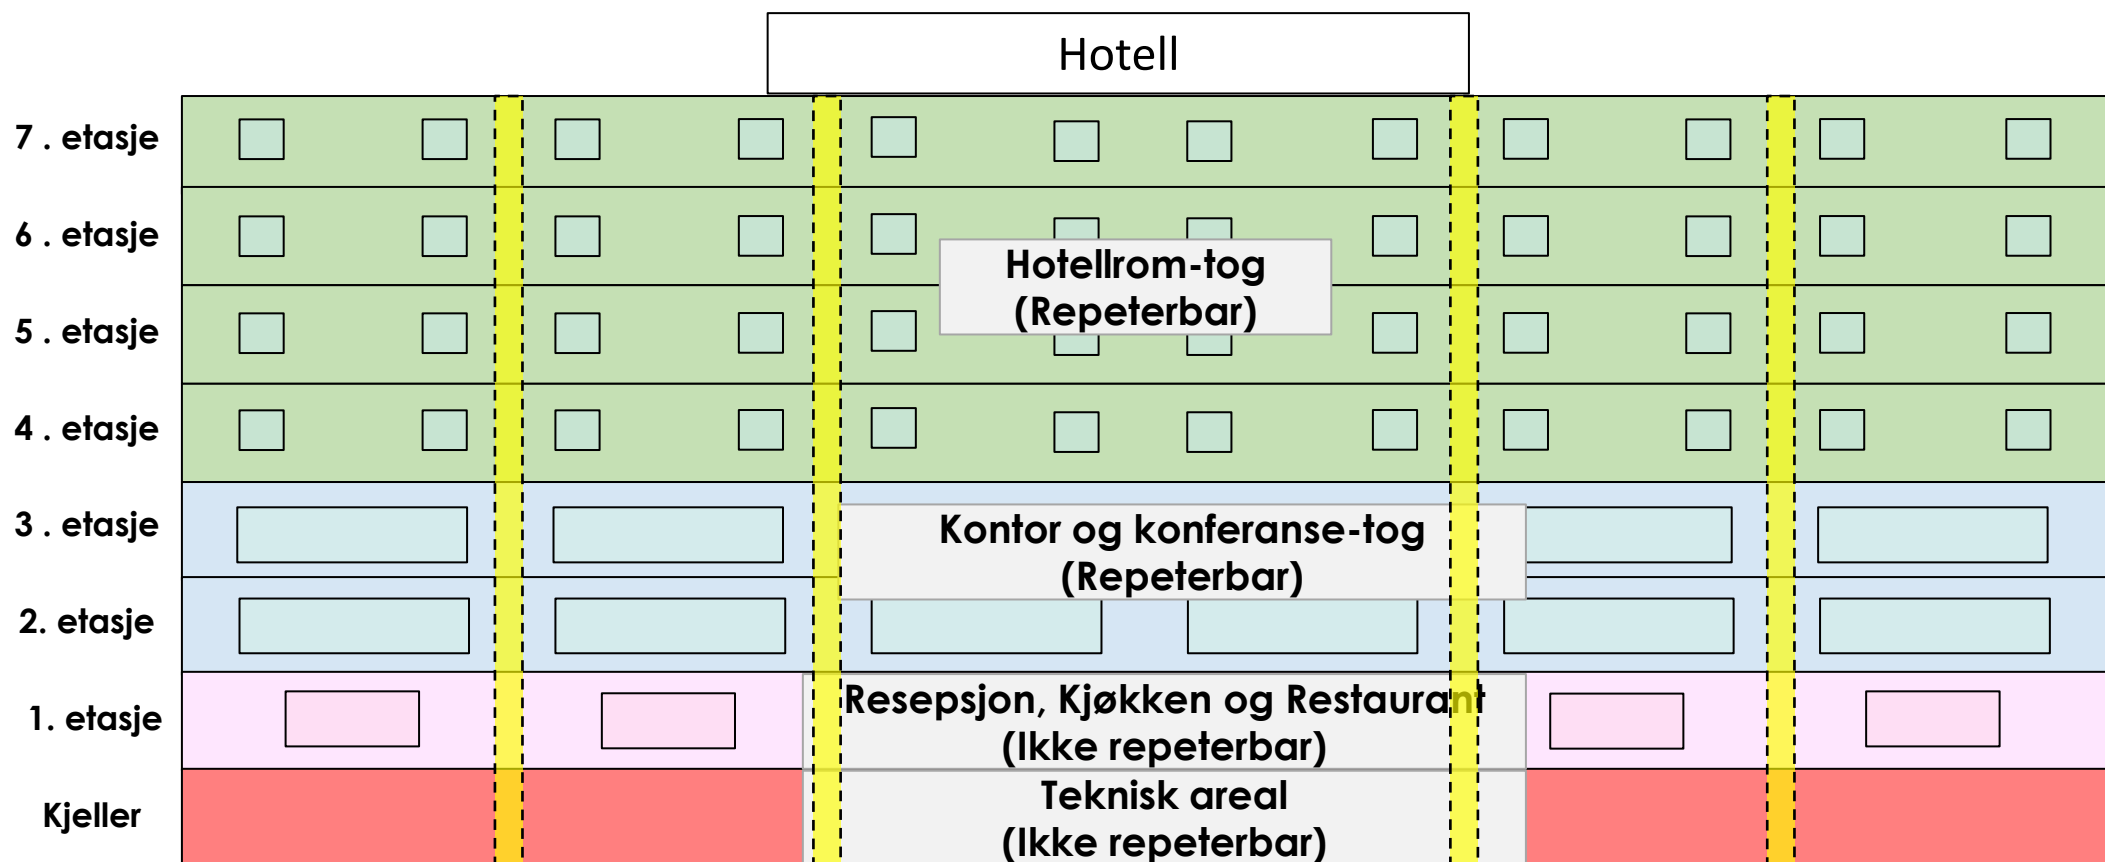 Hotell
7 . etasje
6 . etasje
Hotellrom-tog
(Repeterbar)
5 . etasje
4 . etasje
3 . etasje
Kontor og konferanse-tog
(Repeterbar)
2. etasje
1. etasje
Resepsjon, Kjøkken og Restaurant
(Ikke repeterbar)
Kjeller
Teknisk areal
(Ikke repeterbar)